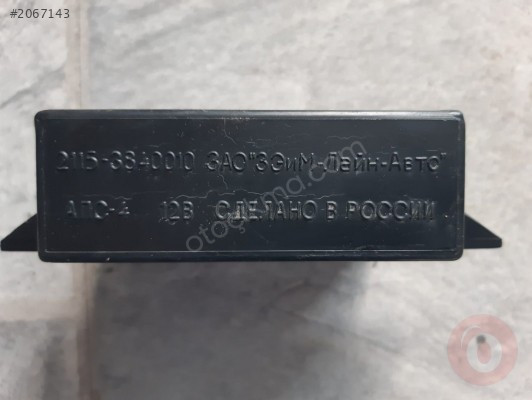 #2067143
2115-3840010 ЗАО"ЗЭиМ-Лайн-Авто"
АПС-4 12В СДЕЛАНО В РОССИИ